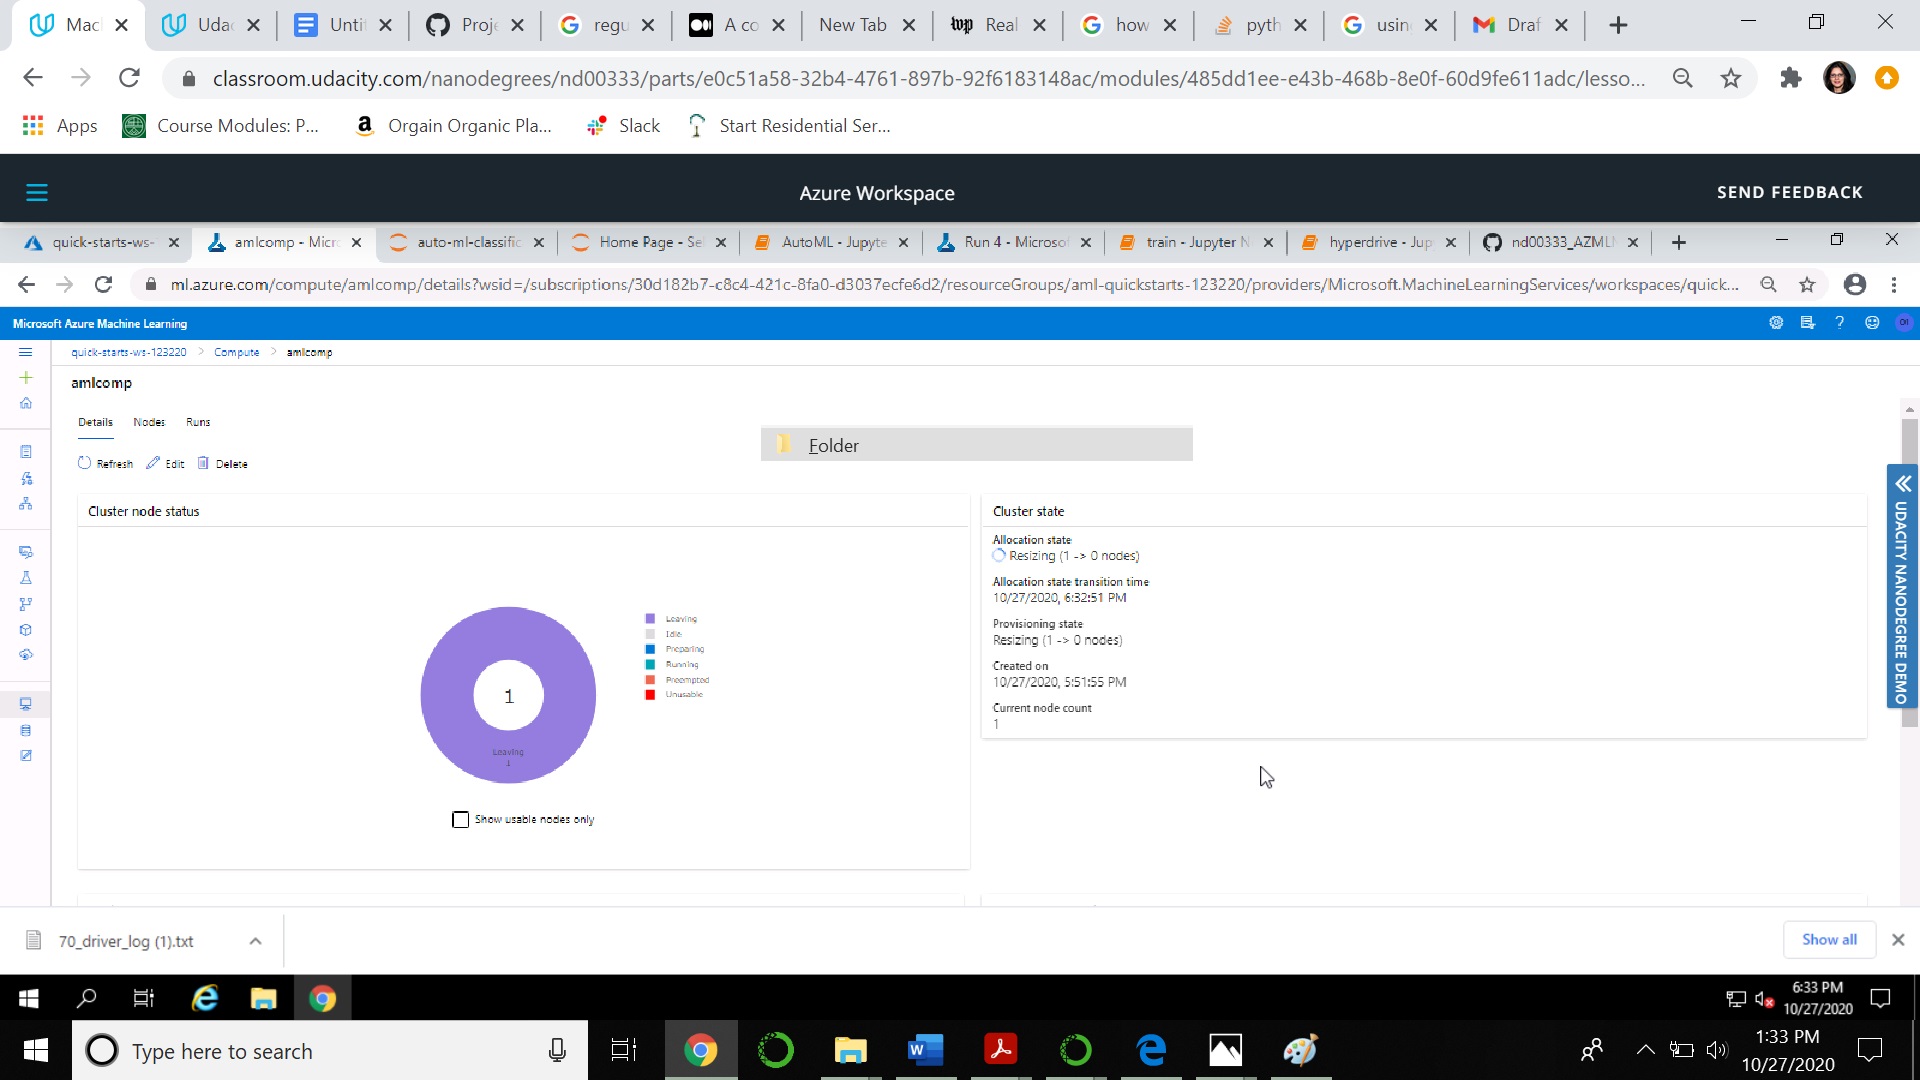 Mac
Uda
Unti
Proje
regu
A co
New Tab
Real
how
pyth
usin
Draf
classroom.udacity.com/nanodegrees/nd00333/parts/e0c51a58-32b4-4761-897b-92f6183148ac/modules/485dd1ee-e43b-468b-8e0f-60d9fe611adc/lesso...
Apps
Course Modules: P...
Orgain Organic Pla...
Slack
Start Residential Ser...
Azure Workspace
SEND FEEDBACK
quick-starts-ws-
amlcomp - Micr
auto-ml-classific
Home Page - Se
AutoML - Jupyte
Run 4 - Microsof
train - Jupyter N
hyperdrive - Jup
nd00333_AZMLN
ml.azure.com/compute/amlcomp/details?wsid=/subscriptions/30d182b7-c8c4-421c-8fa0-d3037ecfe6d2/resourceGroups/aml-quickstarts-123220/providers/Microsoft.MachineLearningServices/workspaces/quick...
Microsoft Azure Machine Learning
quick-starts-ws-123220 > Compute > amlcomp
amlcomp
Details Nodes Runs
Refresh Edit Delete
Folder
Cluster node status
1
Leaving
1
Leaving
Idle
Preparing
Running
Preempted
Unusable
Show usable nodes only
Cluster state
Allocation state
Resizing (1 -> 0 nodes)
Allocation state transition time
10/27/2020, 6:32:51 PM
Provisioning state
Resizing (1 -> 0 nodes)
Created on
10/27/2020, 5:51:55 PM
Current node count
1
UDACITY NANODEGREE DEMO
70_driver_log (1).txt
Show all
6:33 PM
10/27/2020
Type here to search
1:33 PM
10/27/2020